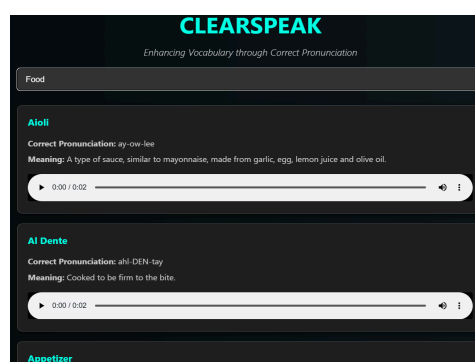 CLEARSPEAK
Enhancing Vocabulary through Correct Pronunciation
Food
Aioli
Correct Pronunciation: ay-ow-lee
Meaning: A type of sauce, similar to mayonnaise, made from garlic, egg, lemon juice and olive oil.
0:00 / 0:02
Al Dente
Correct Pronunciation: ahl-DEN-tay
Meaning: Cooked to be firm to the bite.
0:00 / 0:02
Appetizer